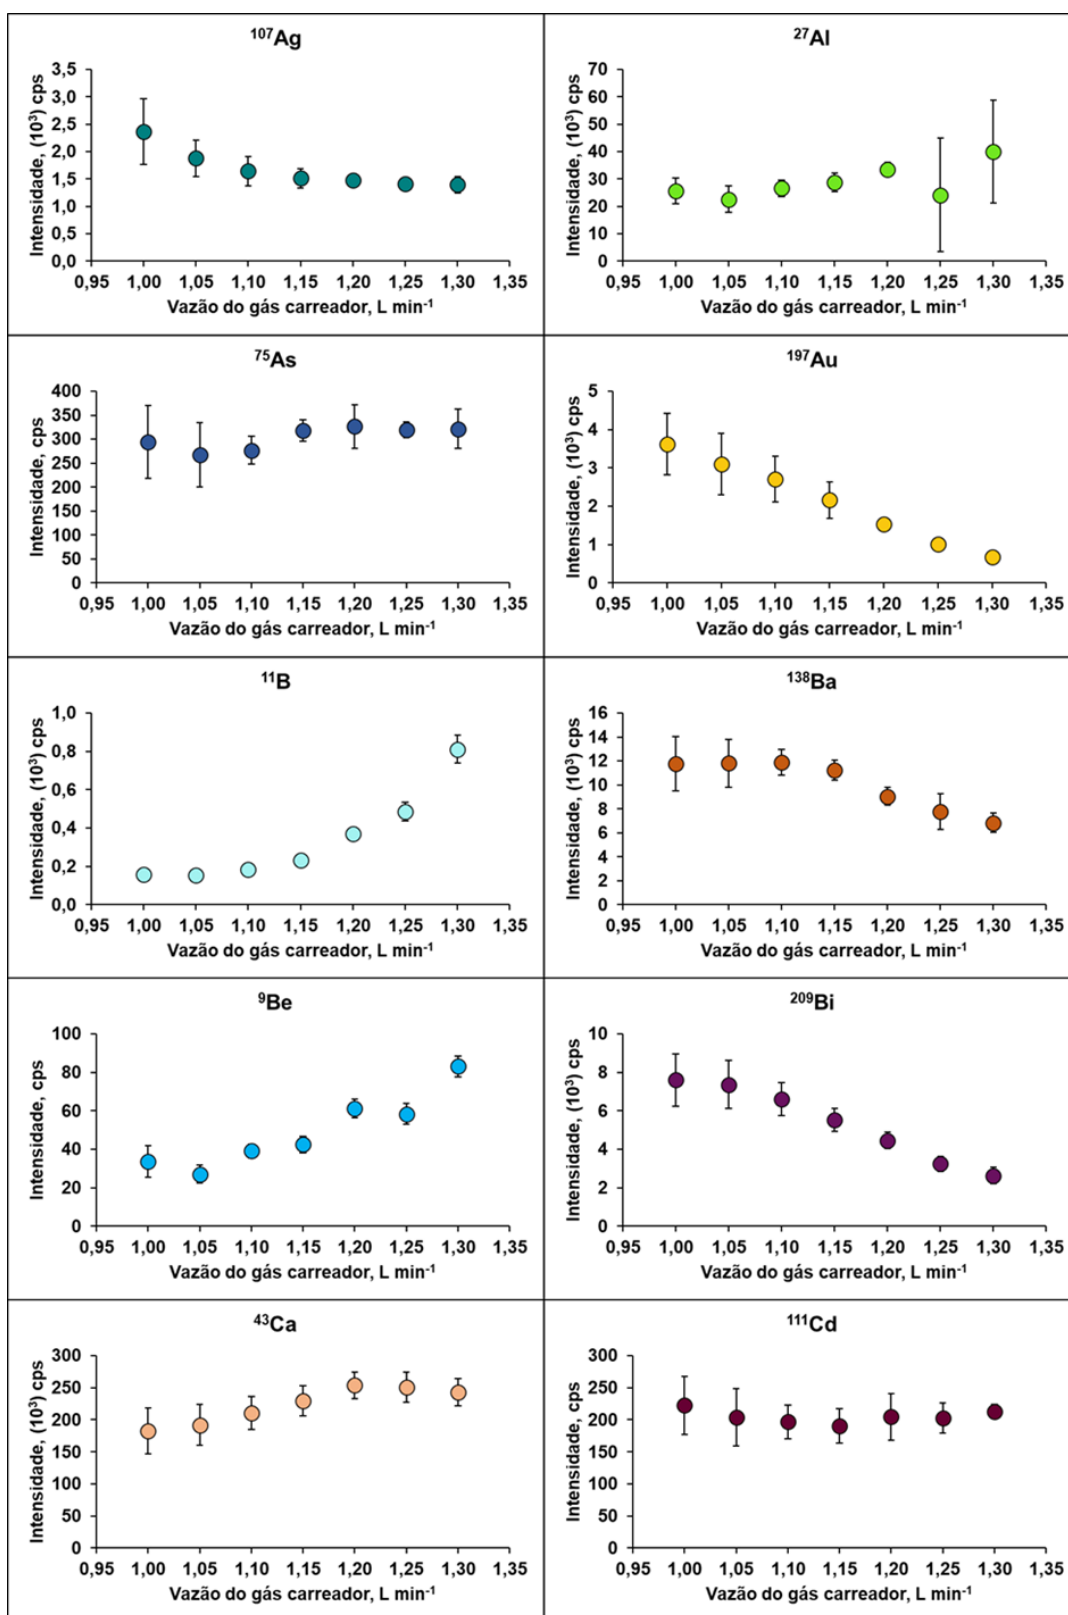 ¹⁰⁷Ag
Intensidade, (10³) cps
3,5
3,0
2,5
2,0
1,5
1,0
0,5
0,0
0,95 1,00 1,05 1,10 1,15 1,20 1,25 1,30 1,35
Vazão do gás carreador, L min⁻¹
²⁷Al
Intensidade, (10³) cps
70
60
50
40
30
20
10
0
0,95 1,00 1,05 1,10 1,15 1,20 1,25 1,30 1,35
Vazão do gás carreador, L min⁻¹
⁷⁵As
Intensidade, cps
400
350
300
250
200
150
100
50
0
0,95 1,00 1,05 1,10 1,15 1,20 1,25 1,30 1,35
Vazão do gás carreador, L min⁻¹
¹⁹⁷Au
Intensidade, (10³) cps
5
4
3
2
1
0
0,95 1,00 1,05 1,10 1,15 1,20 1,25 1,30 1,35
Vazão do gás carreador, L min⁻¹
¹¹B
Intensidade, (10³) cps
1,0
0,8
0,6
0,4
0,2
0,0
0,95 1,00 1,05 1,10 1,15 1,20 1,25 1,30 1,35
Vazão do gás carreador, L min⁻¹
¹³⁸Ba
Intensidade, (10³) cps
16
14
12
10
8
6
4
2
0
0,95 1,00 1,05 1,10 1,15 1,20 1,25 1,30 1,35
Vazão do gás carreador, L min⁻¹
⁹Be
Intensidade, cps
100
80
60
40
20
0
0,95 1,00 1,05 1,10 1,15 1,20 1,25 1,30 1,35
Vazão do gás carreador, L min⁻¹
²⁰⁹Bi
Intensidade, (10³) cps
10
8
6
4
2
0
0,95 1,00 1,05 1,10 1,15 1,20 1,25 1,30 1,35
Vazão do gás carreador, L min⁻¹
⁴³Ca
Intensidade, (10³) cps
300
250
200
150
100
50
0
0,95 1,00 1,05 1,10 1,15 1,20 1,25 1,30 1,35
Vazão do gás carreador, L min⁻¹
¹¹¹Cd
Intensidade, cps
300
250
200
150
100
50
0
0,95 1,00 1,05 1,10 1,15 1,20 1,25 1,30 1,35
Vazão do gás carreador, L min⁻¹